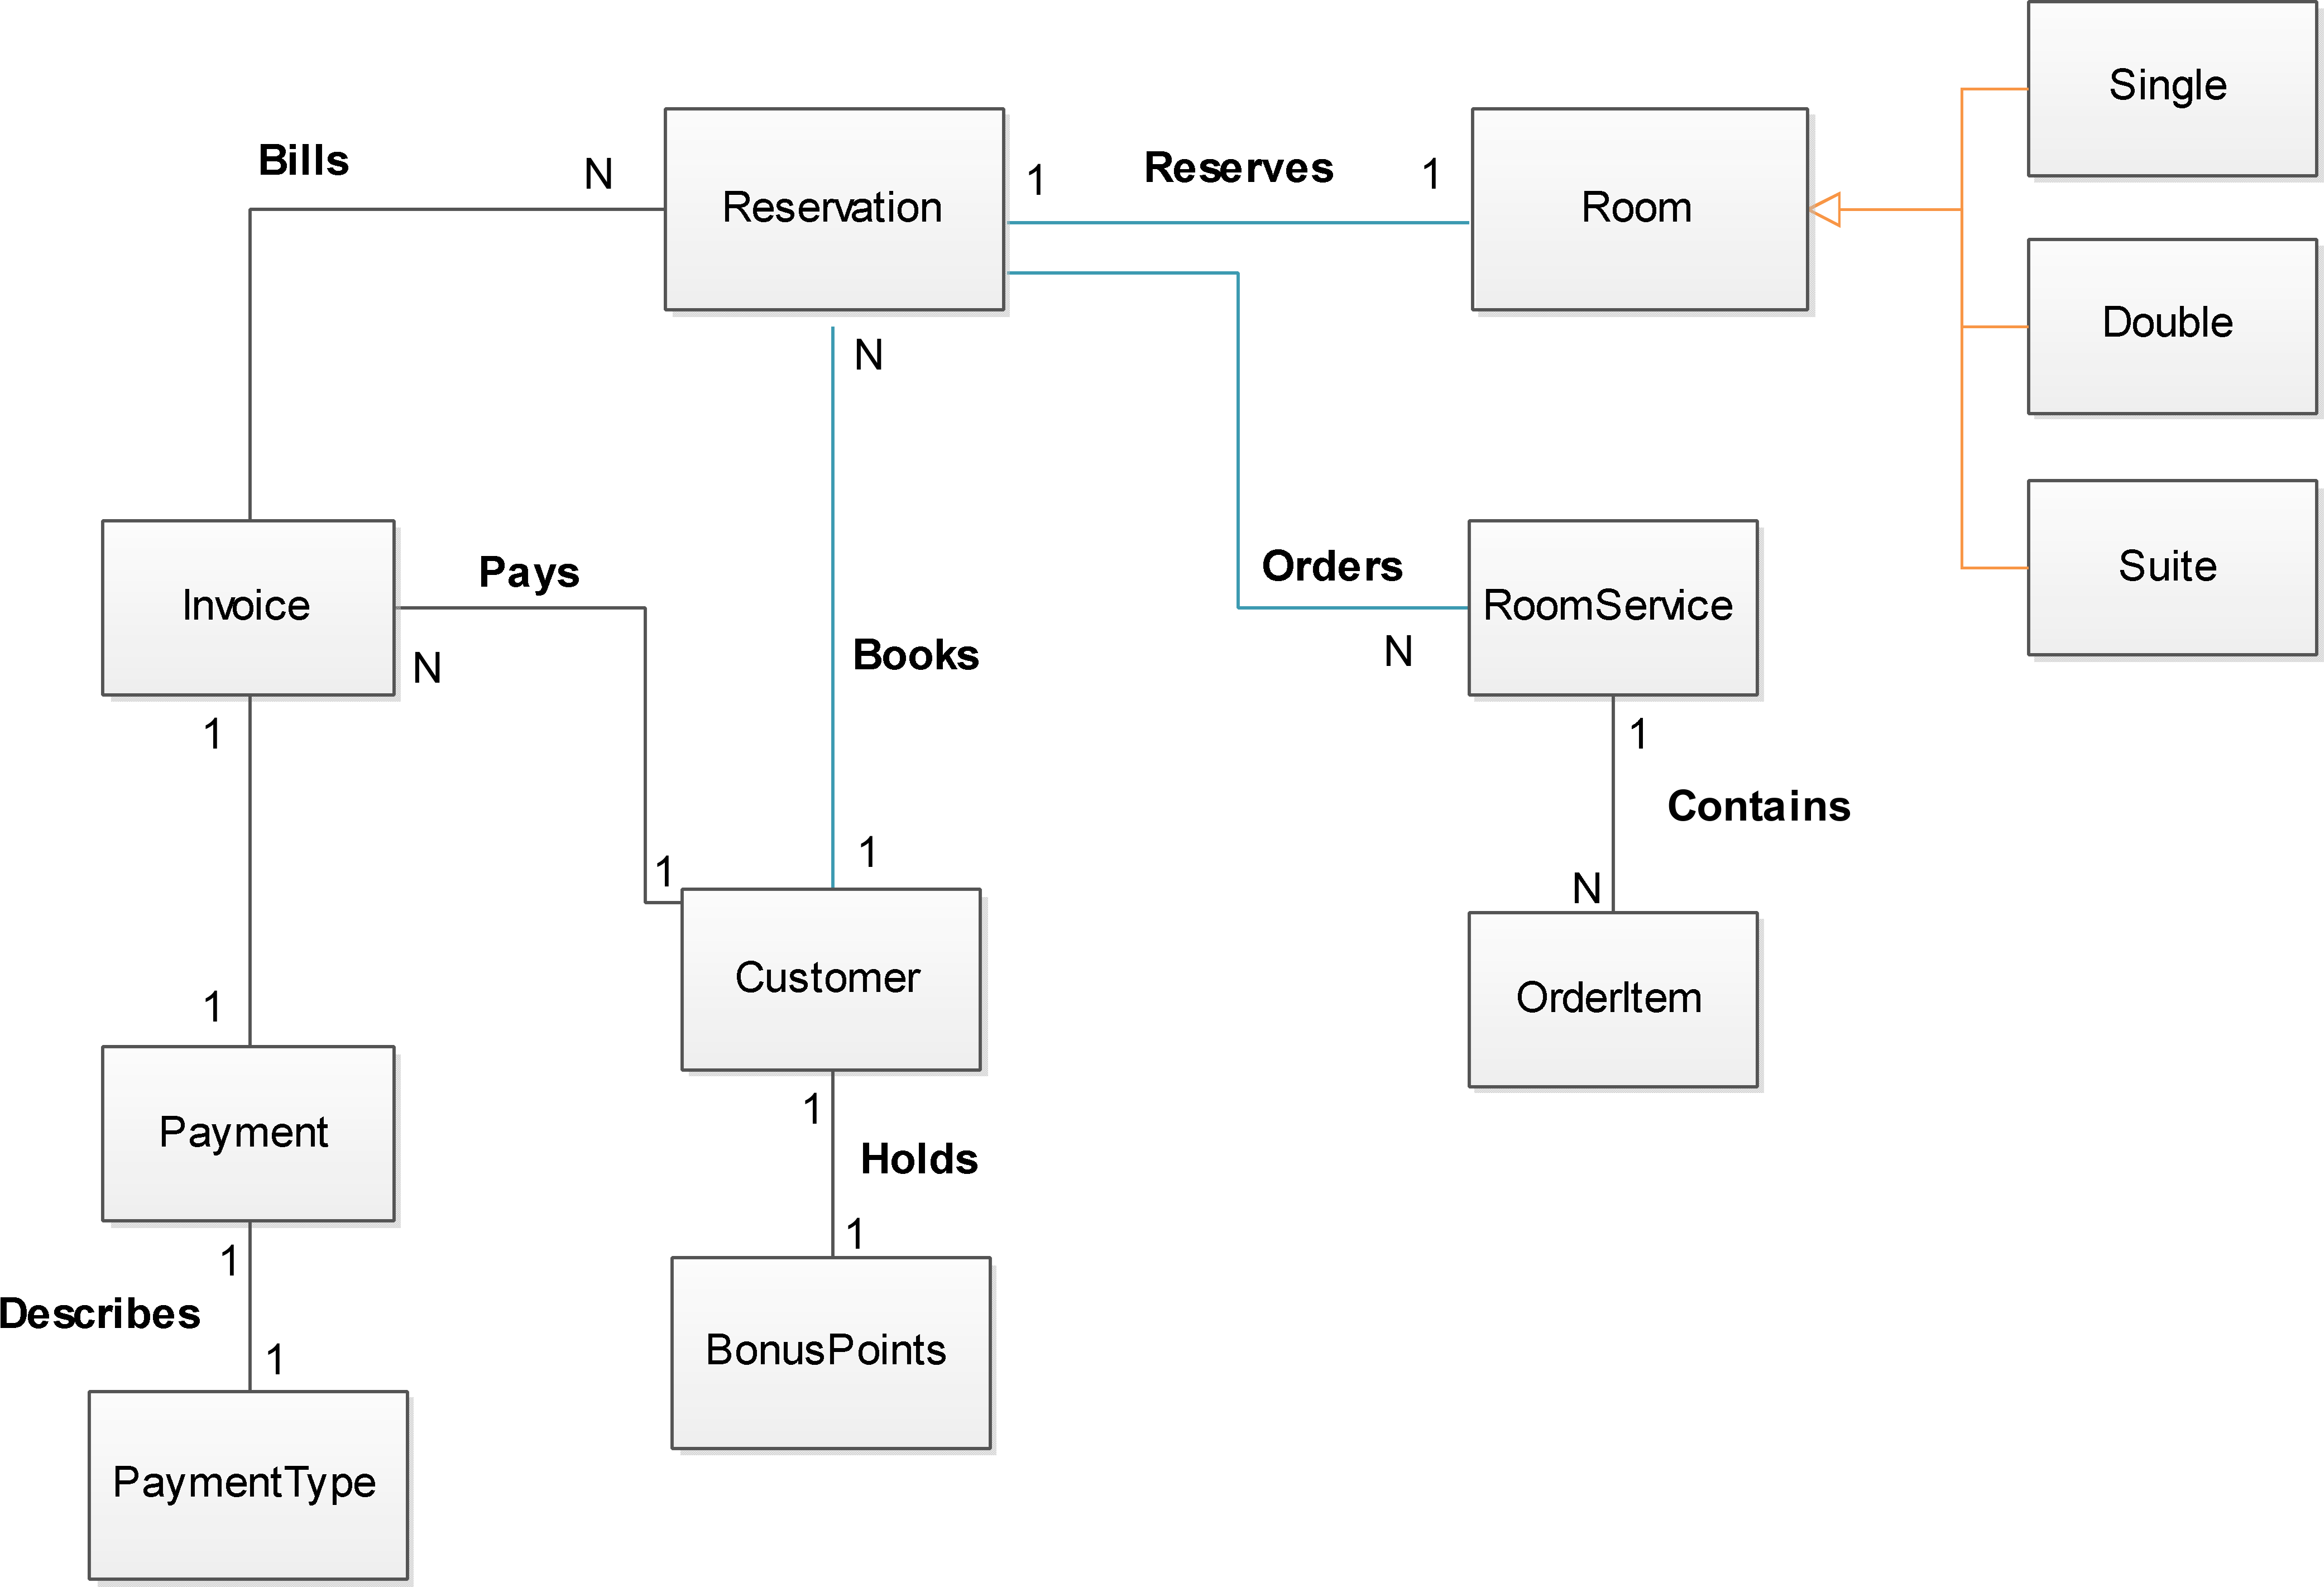 Single
Bills
N
Reservation
1
Reserves
1
Room
Double
N
Pays
Invoice
N
Orders
RoomService
N
Suite
Books
1
1
Contains
1
1
N
Customer
OrderItem
1
Payment
1
Holds
1
1
Describes
1
BonusPoints
PaymentType